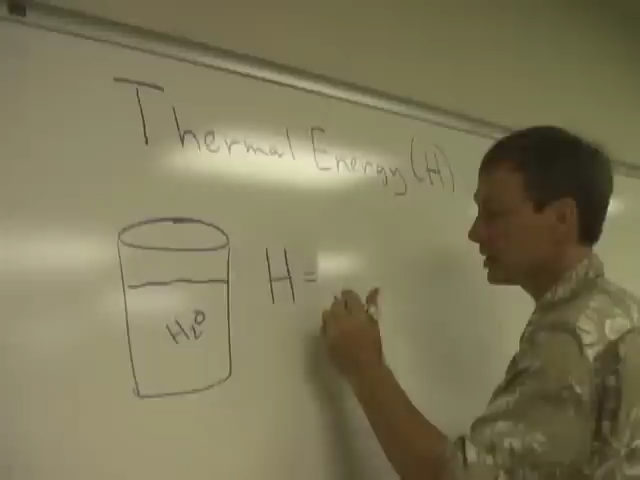 Thermal Energy (H)
H =
H₂O